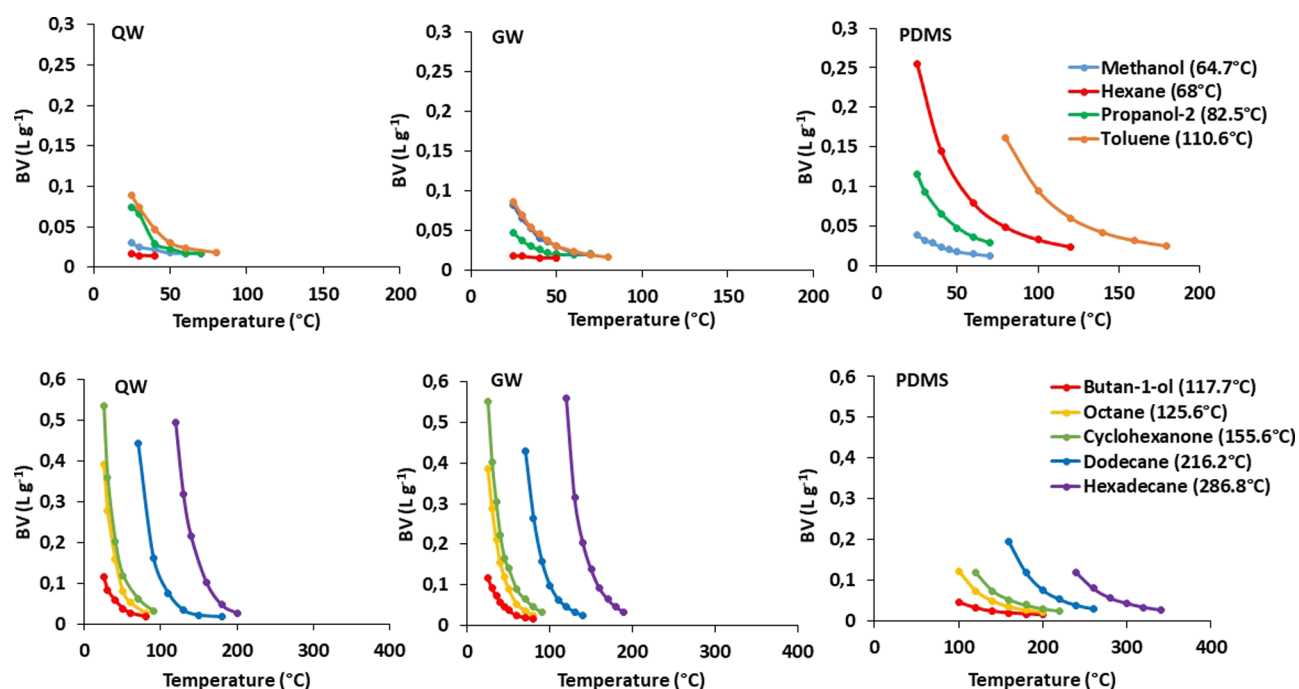 QW
BV (L g-1)
0,3
0,25
0,2
0,15
0,1
0,05
0
0 50 100 150 200
Temperature (°C)
GW
BV (L g-1)
0,3
0,25
0,2
0,15
0,1
0,05
0
0 50 100 150 200
Temperature (°C)
PDMS
BV (L g-1)
0,3
0,25
0,2
0,15
0,1
0,05
0
0 50 100 150 200
Temperature (°C)
Methanol (64.7°C)
Hexane (68°C)
Propanol-2 (82.5°C)
Toluene (110.6°C)
QW
BV (L g-1)
0,6
0,5
0,4
0,3
0,2
0,1
0
0 100 200 300 400
Temperature (°C)
GW
BV (L g-1)
0,6
0,5
0,4
0,3
0,2
0,1
0
0 100 200 300 400
Temperature (°C)
PDMS
BV (L g-1)
0,6
0,5
0,4
0,3
0,2
0,1
0
0 100 200 300 400
Temperature (°C)
Butan-1-ol (117.7°C)
Octane (125.6°C)
Cyclohexanone (155.6°C)
Dodecane (216.2°C)
Hexadecane (286.8°C)